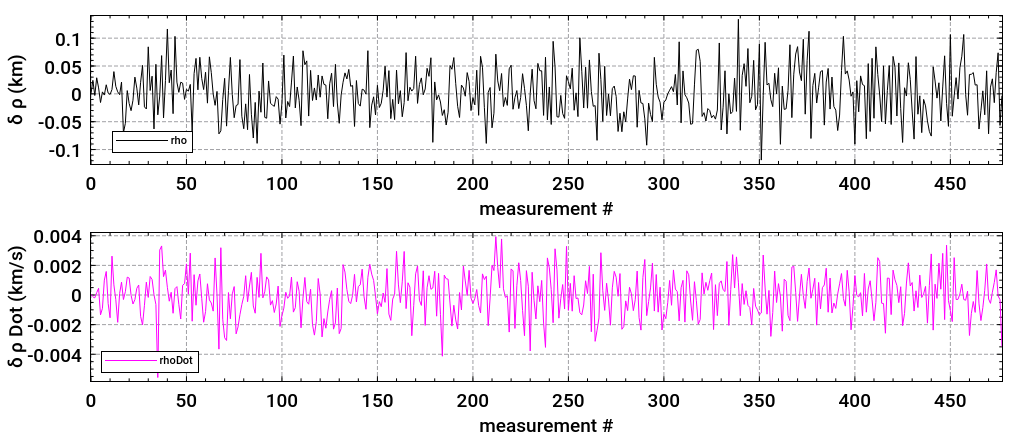 δ ρ (km)
0.1
0.05
0
-0.05
-0.1
rho
0 50 100 150 200 250 300 350 400 450
measurement #
δ ρ Dot (km/s)
0.004
0.002
0
-0.002
-0.004
rhoDot
0 50 100 150 200 250 300 350 400 450
measurement #